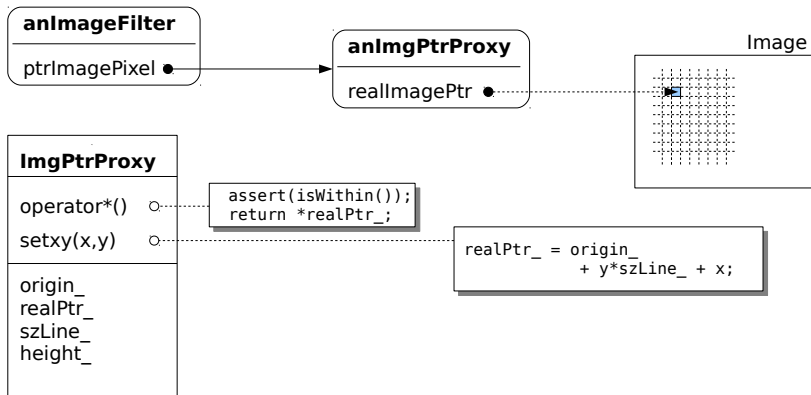 anImageFilter
ptrImagePixel
anImgPtrProxy
realImagePtr
Image
ImgPtrProxy
operator*()
setxy(x,y)
assert(isWithin());
return *realPtr_;
realPtr_ = origin_
+ y*szLine_ + x;
origin_
realPtr_
szLine_
height_